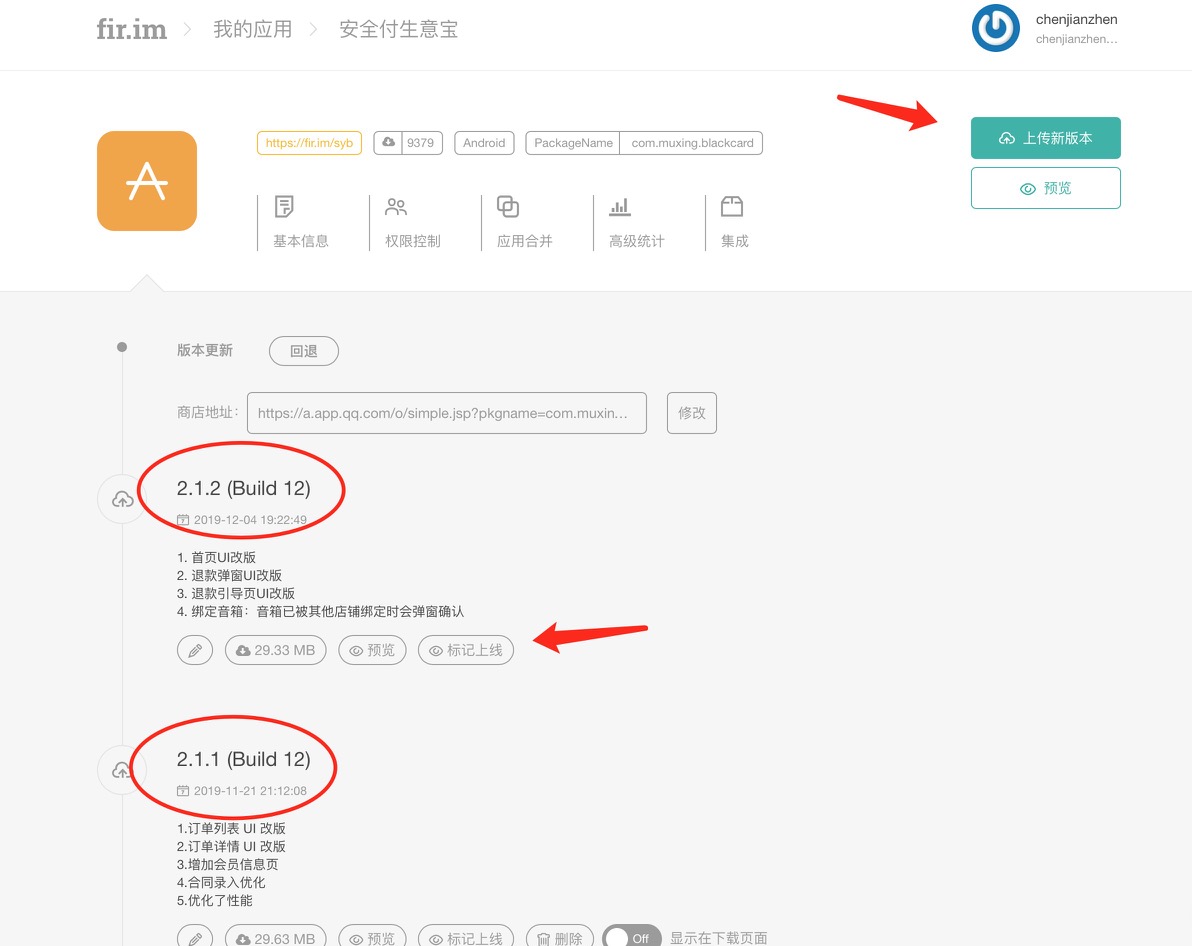 fir.im
我的应用
安全付生意宝
chenjianzhen
chenjianzhen...
https://fir.im/syb
9379
Android
PackageName
com.muxing.blackcard
上传新版本
预览
基本信息
权限控制
应用合并
高级统计
集成
版本更新
回退
商店地址：
https://a.app.qq.com/o/simple.jsp?pkgname=com.muxin...
修改
2.1.2 (Build 12)
2019-12-04 19:22:49
1. 首页UI改版
2. 退款弹窗UI改版
3. 退款引导页UI改版
4. 绑定音箱：音箱已被其他店铺绑定时会弹窗确认
29.33 MB
预览
标记上线
2.1.1 (Build 12)
2019-11-21 21:12:08
1.订单列表 UI 改版
2.订单详情 UI 改版
3.增加会员信息页
4.合同录入优化
5.优化了性能
29.63 MB
预览
标记上线
删除
Off
显示在下载页面